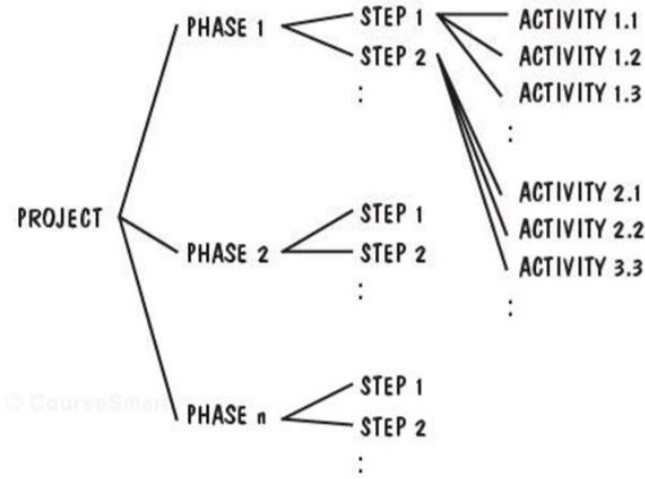 PROJECT
PHASE 1
STEP 1
STEP 2
:
ACTIVITY 1.1
ACTIVITY 1.2
ACTIVITY 1.3
:
ACTIVITY 2.1
ACTIVITY 2.2
ACTIVITY 3.3
:
PHASE 2
STEP 1
STEP 2
:
PHASE n
STEP 1
STEP 2
:
© CourseSmart